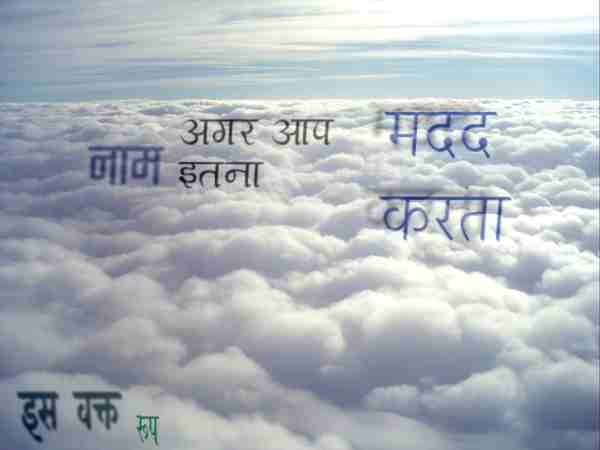 अगर आप
मदद
नाम
इतना
करता
इस वक्त
रूप